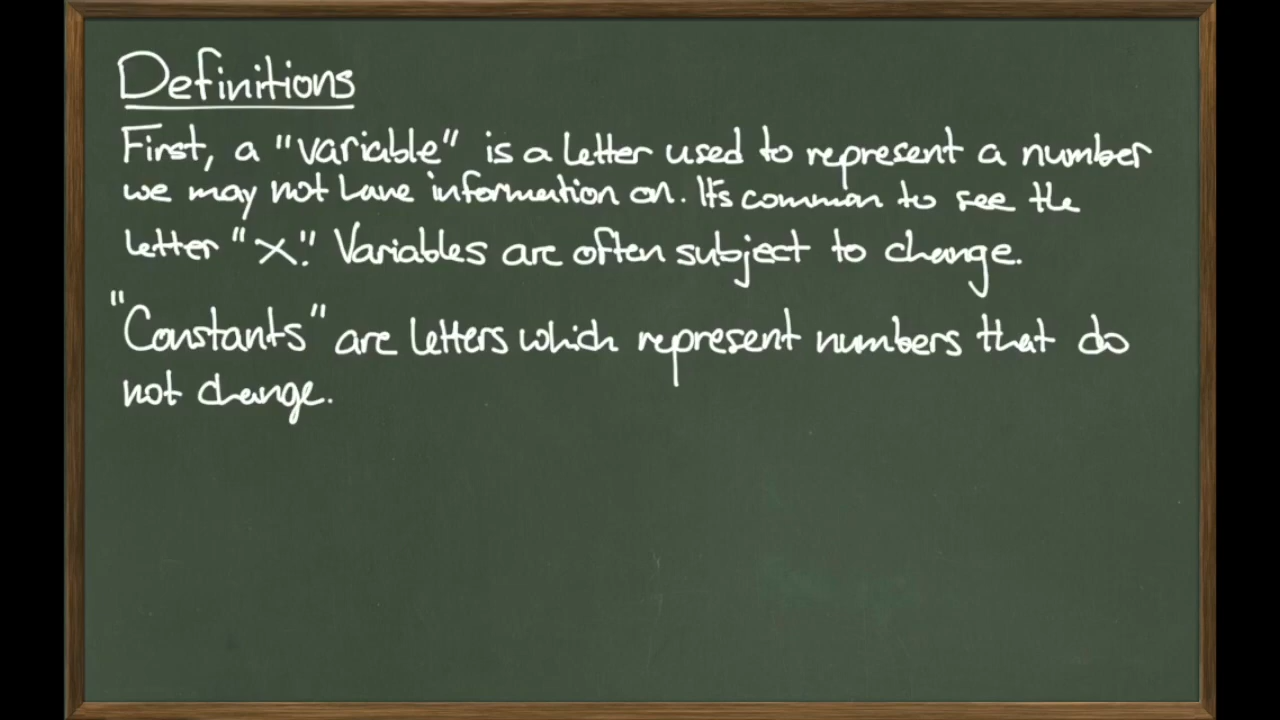 Definitions
First, a "variable" is a letter used to represent a number
we may not have information on. It's common to see the
letter "x." Variables are often subject to change.
"Constants" are letters which represent numbers that do
not change.